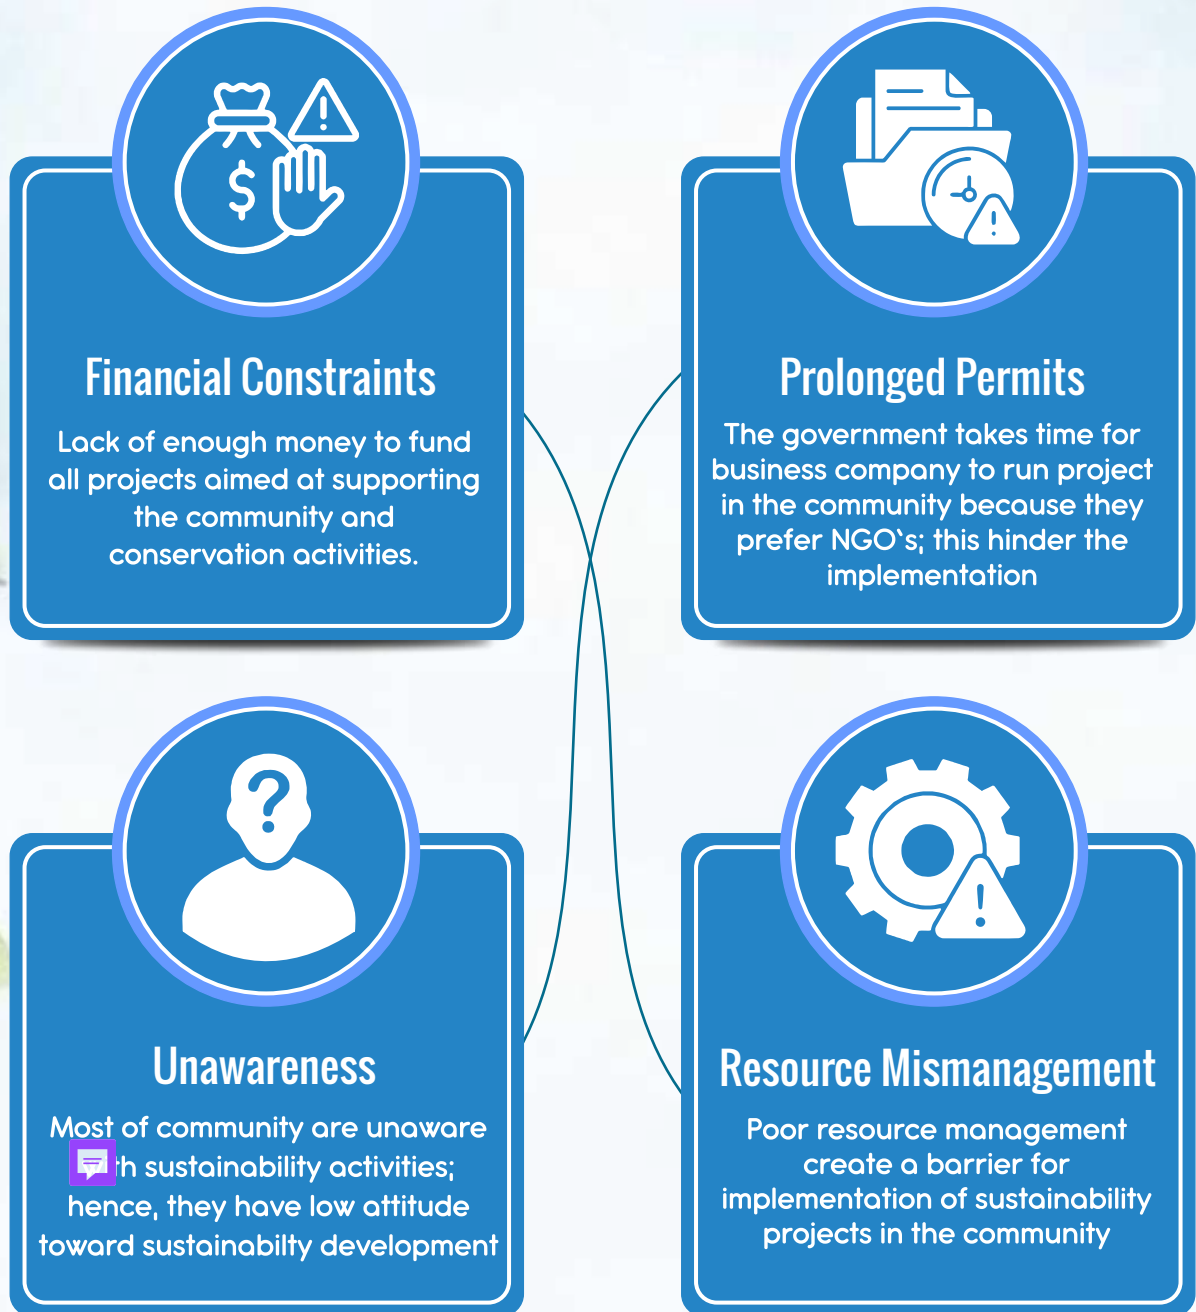 Financial Constraints
Lack of enough money to fund
all projects aimed at supporting
the community and
conservation activities.
Prolonged Permits
The government takes time for
business company to run project
in the community because they
prefer NGO`s; this hinder the
implementation
Unawareness
Most of community are unaware
sustainability activities;
hence, they have low attitude
toward sustainabilty development
Resource Mismanagement
Poor resource management
create a barrier for
implementation of sustainability
projects in the community